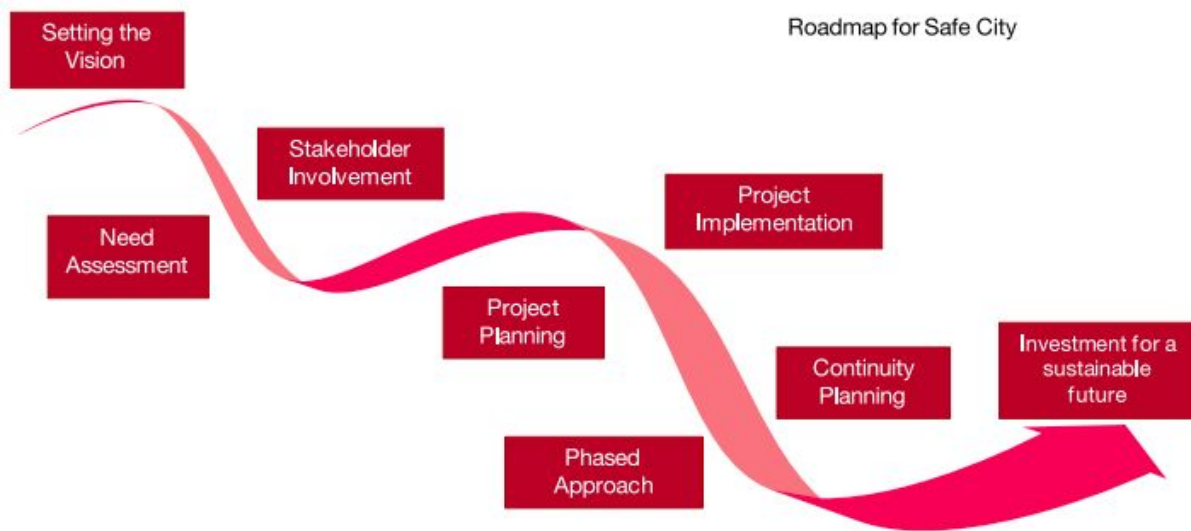 Roadmap for Safe City
Setting the
Vision
Need
Assessment
Stakeholder
Involvement
Project
Planning
Project
Implementation
Phased
Approach
Continuity
Planning
Investment for a
sustainable
future